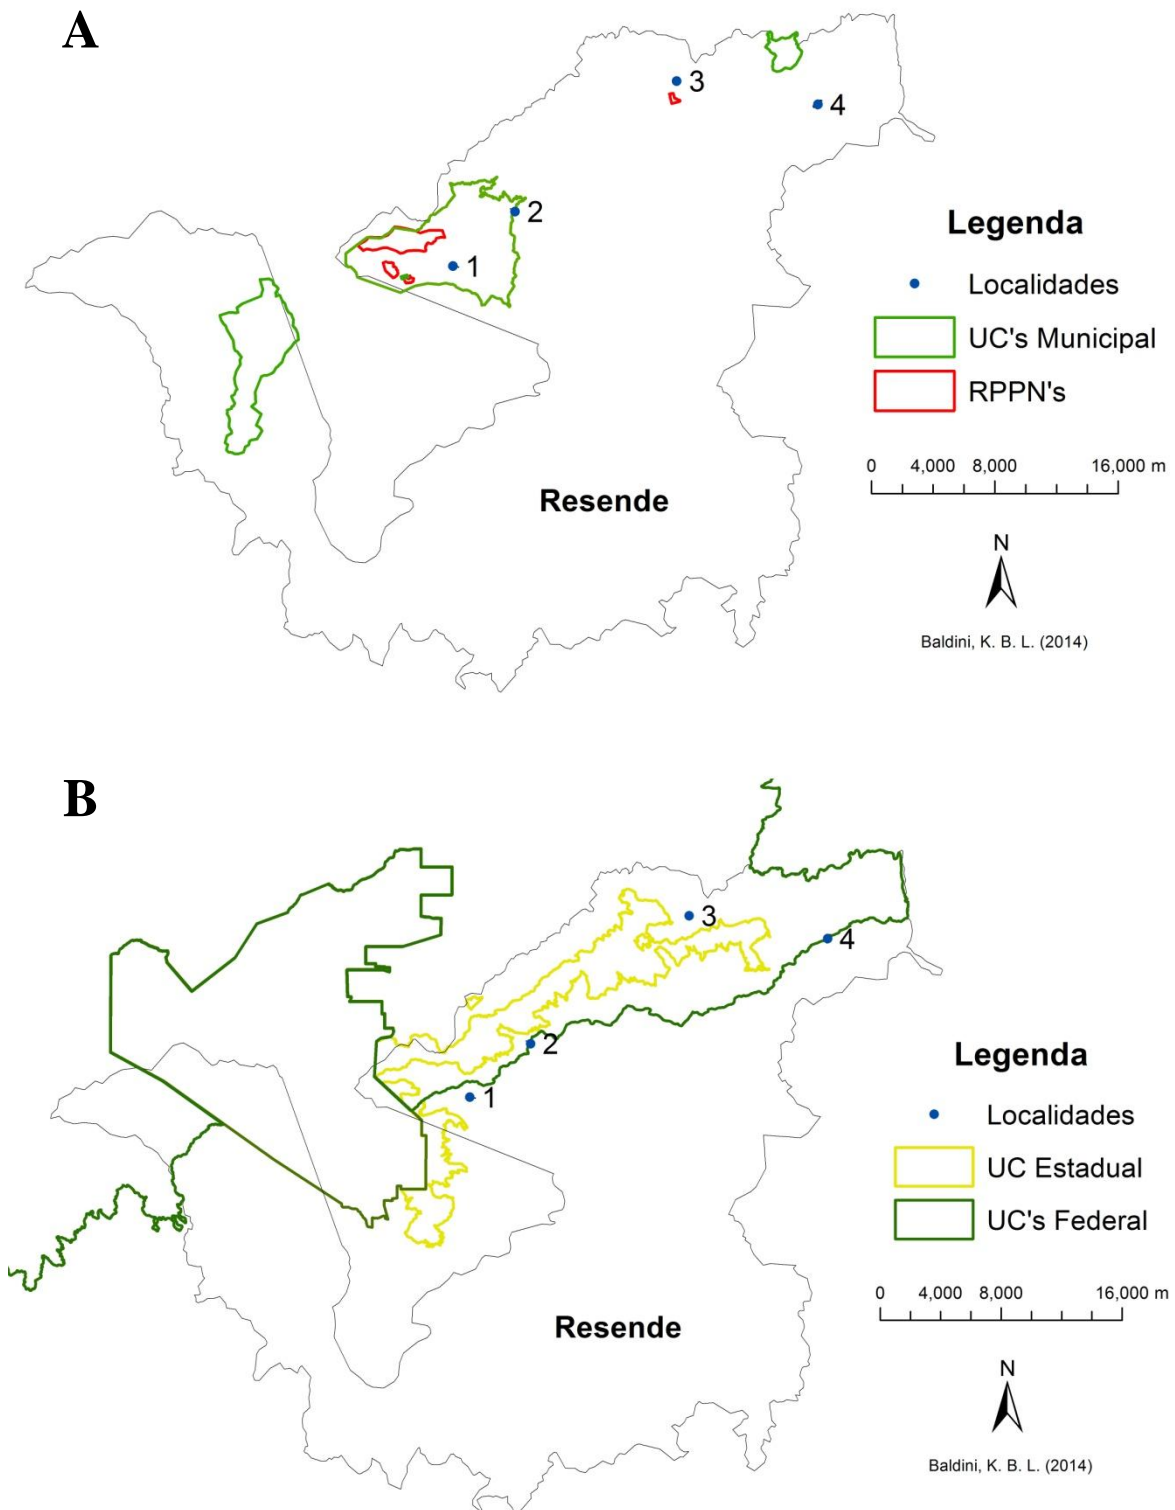 A
3
4
2
1
Legenda
Localidades
UC's Municipal
RPPN's
0 4,000 8,000 16,000 m
Resende
N
Baldini, K. B. L. (2014)
B
3
4
2
1
Legenda
Localidades
UC Estadual
UC's Federal
0 4,000 8,000 16,000 m
Resende
N
Baldini, K. B. L. (2014)